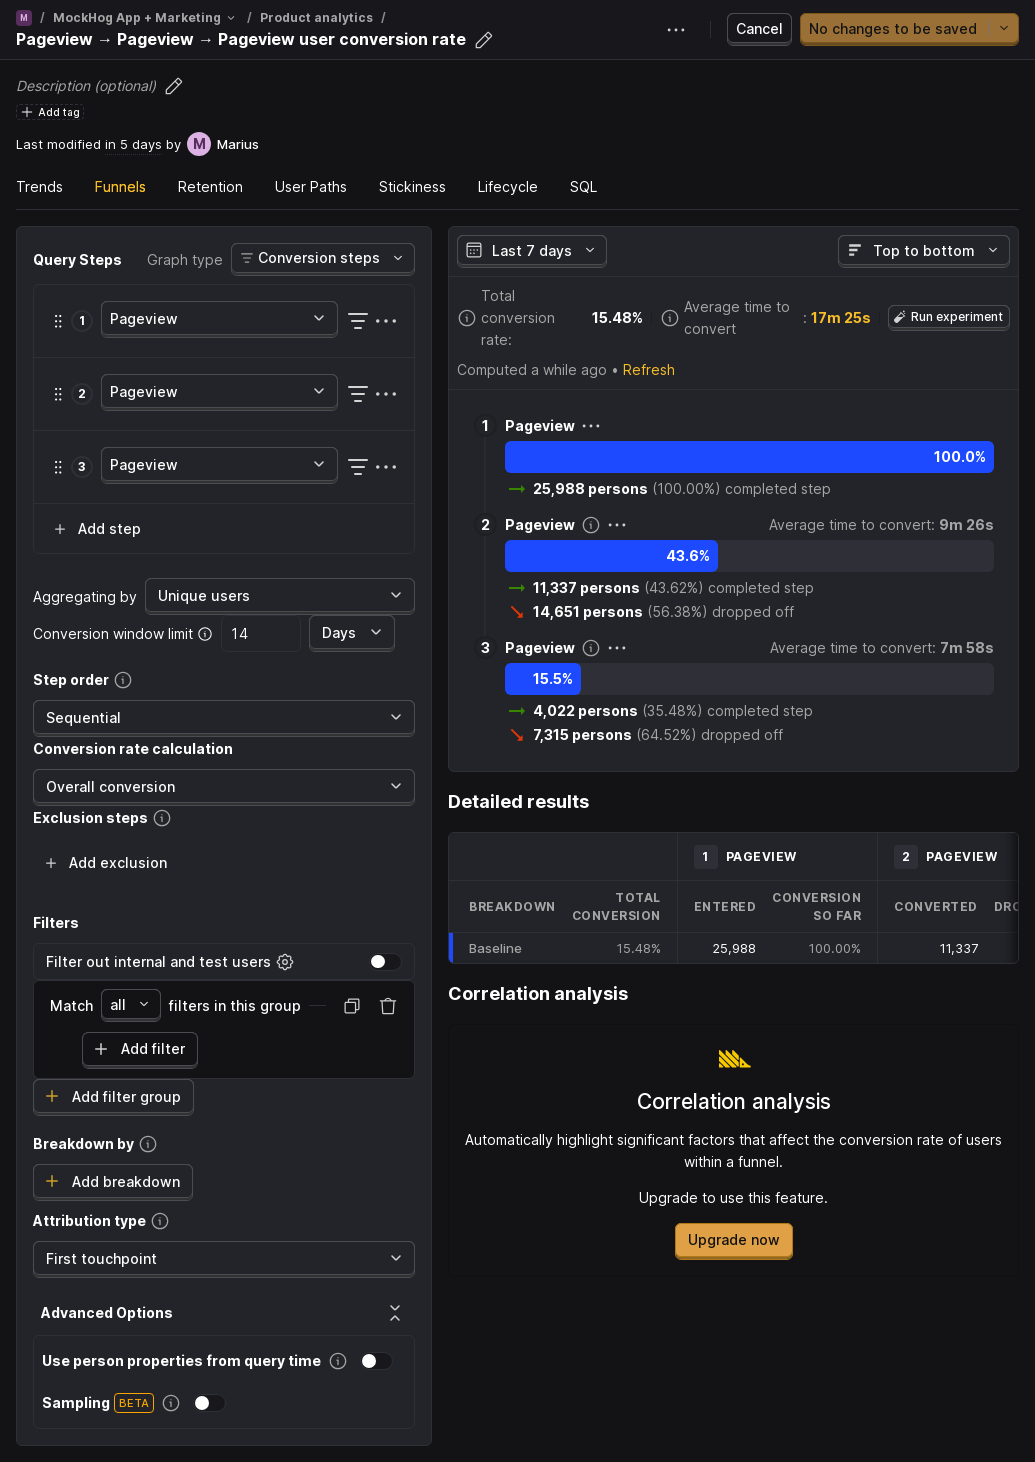 M / MockHog App + Marketing / Product analytics /
Pageview → Pageview → Pageview user conversion rate
Cancel
No changes to be saved
Description (optional)
Add tag
Last modified in 5 days by M Marius
Trends Funnels Retention User Paths Stickiness Lifecycle SQL
Query Steps Graph type Conversion steps
1 Pageview
2 Pageview
3 Pageview
Add step
Aggregating by Unique users
Conversion window limit 14 Days
Step order
Sequential
Conversion rate calculation
Overall conversion
Exclusion steps
Add exclusion
Filters
Filter out internal and test users
Match all filters in this group
Add filter
Add filter group
Breakdown by
Add breakdown
Attribution type
First touchpoint
Advanced Options
Use person properties from query time
Sampling BETA
Last 7 days
Top to bottom
Total
conversion
rate:
15.48%
Average time to
convert
: 17m 25s
Run experiment
Computed a while ago • Refresh
1 Pageview
100.0%
25,988 persons (100.00%) completed step
2 Pageview Average time to convert: 9m 26s
43.6%
11,337 persons (43.62%) completed step
14,651 persons (56.38%) dropped off
3 Pageview Average time to convert: 7m 58s
15.5%
4,022 persons (35.48%) completed step
7,315 persons (64.52%) dropped off
Detailed results
1 PAGEVIEW 2 PAGEVIEW
BREAKDOWN
TOTAL
CONVERSION
ENTERED
CONVERSION
SO FAR
CONVERTED
Baseline 15.48% 25,988 100.00% 11,337
Correlation analysis
Correlation analysis
Automatically highlight significant factors that affect the conversion rate of users
within a funnel.
Upgrade to use this feature.
Upgrade now